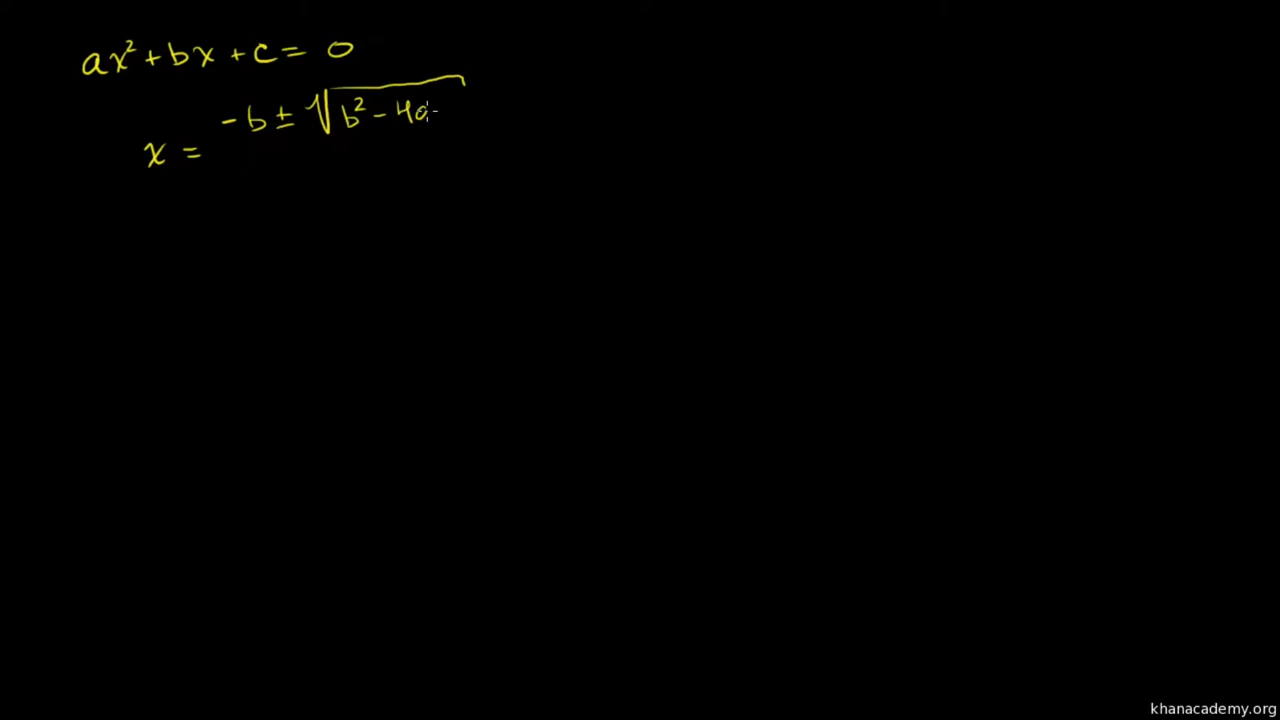 ax² + bx + c = 0
x = -b ± √b² - 4a
khanacademy.org